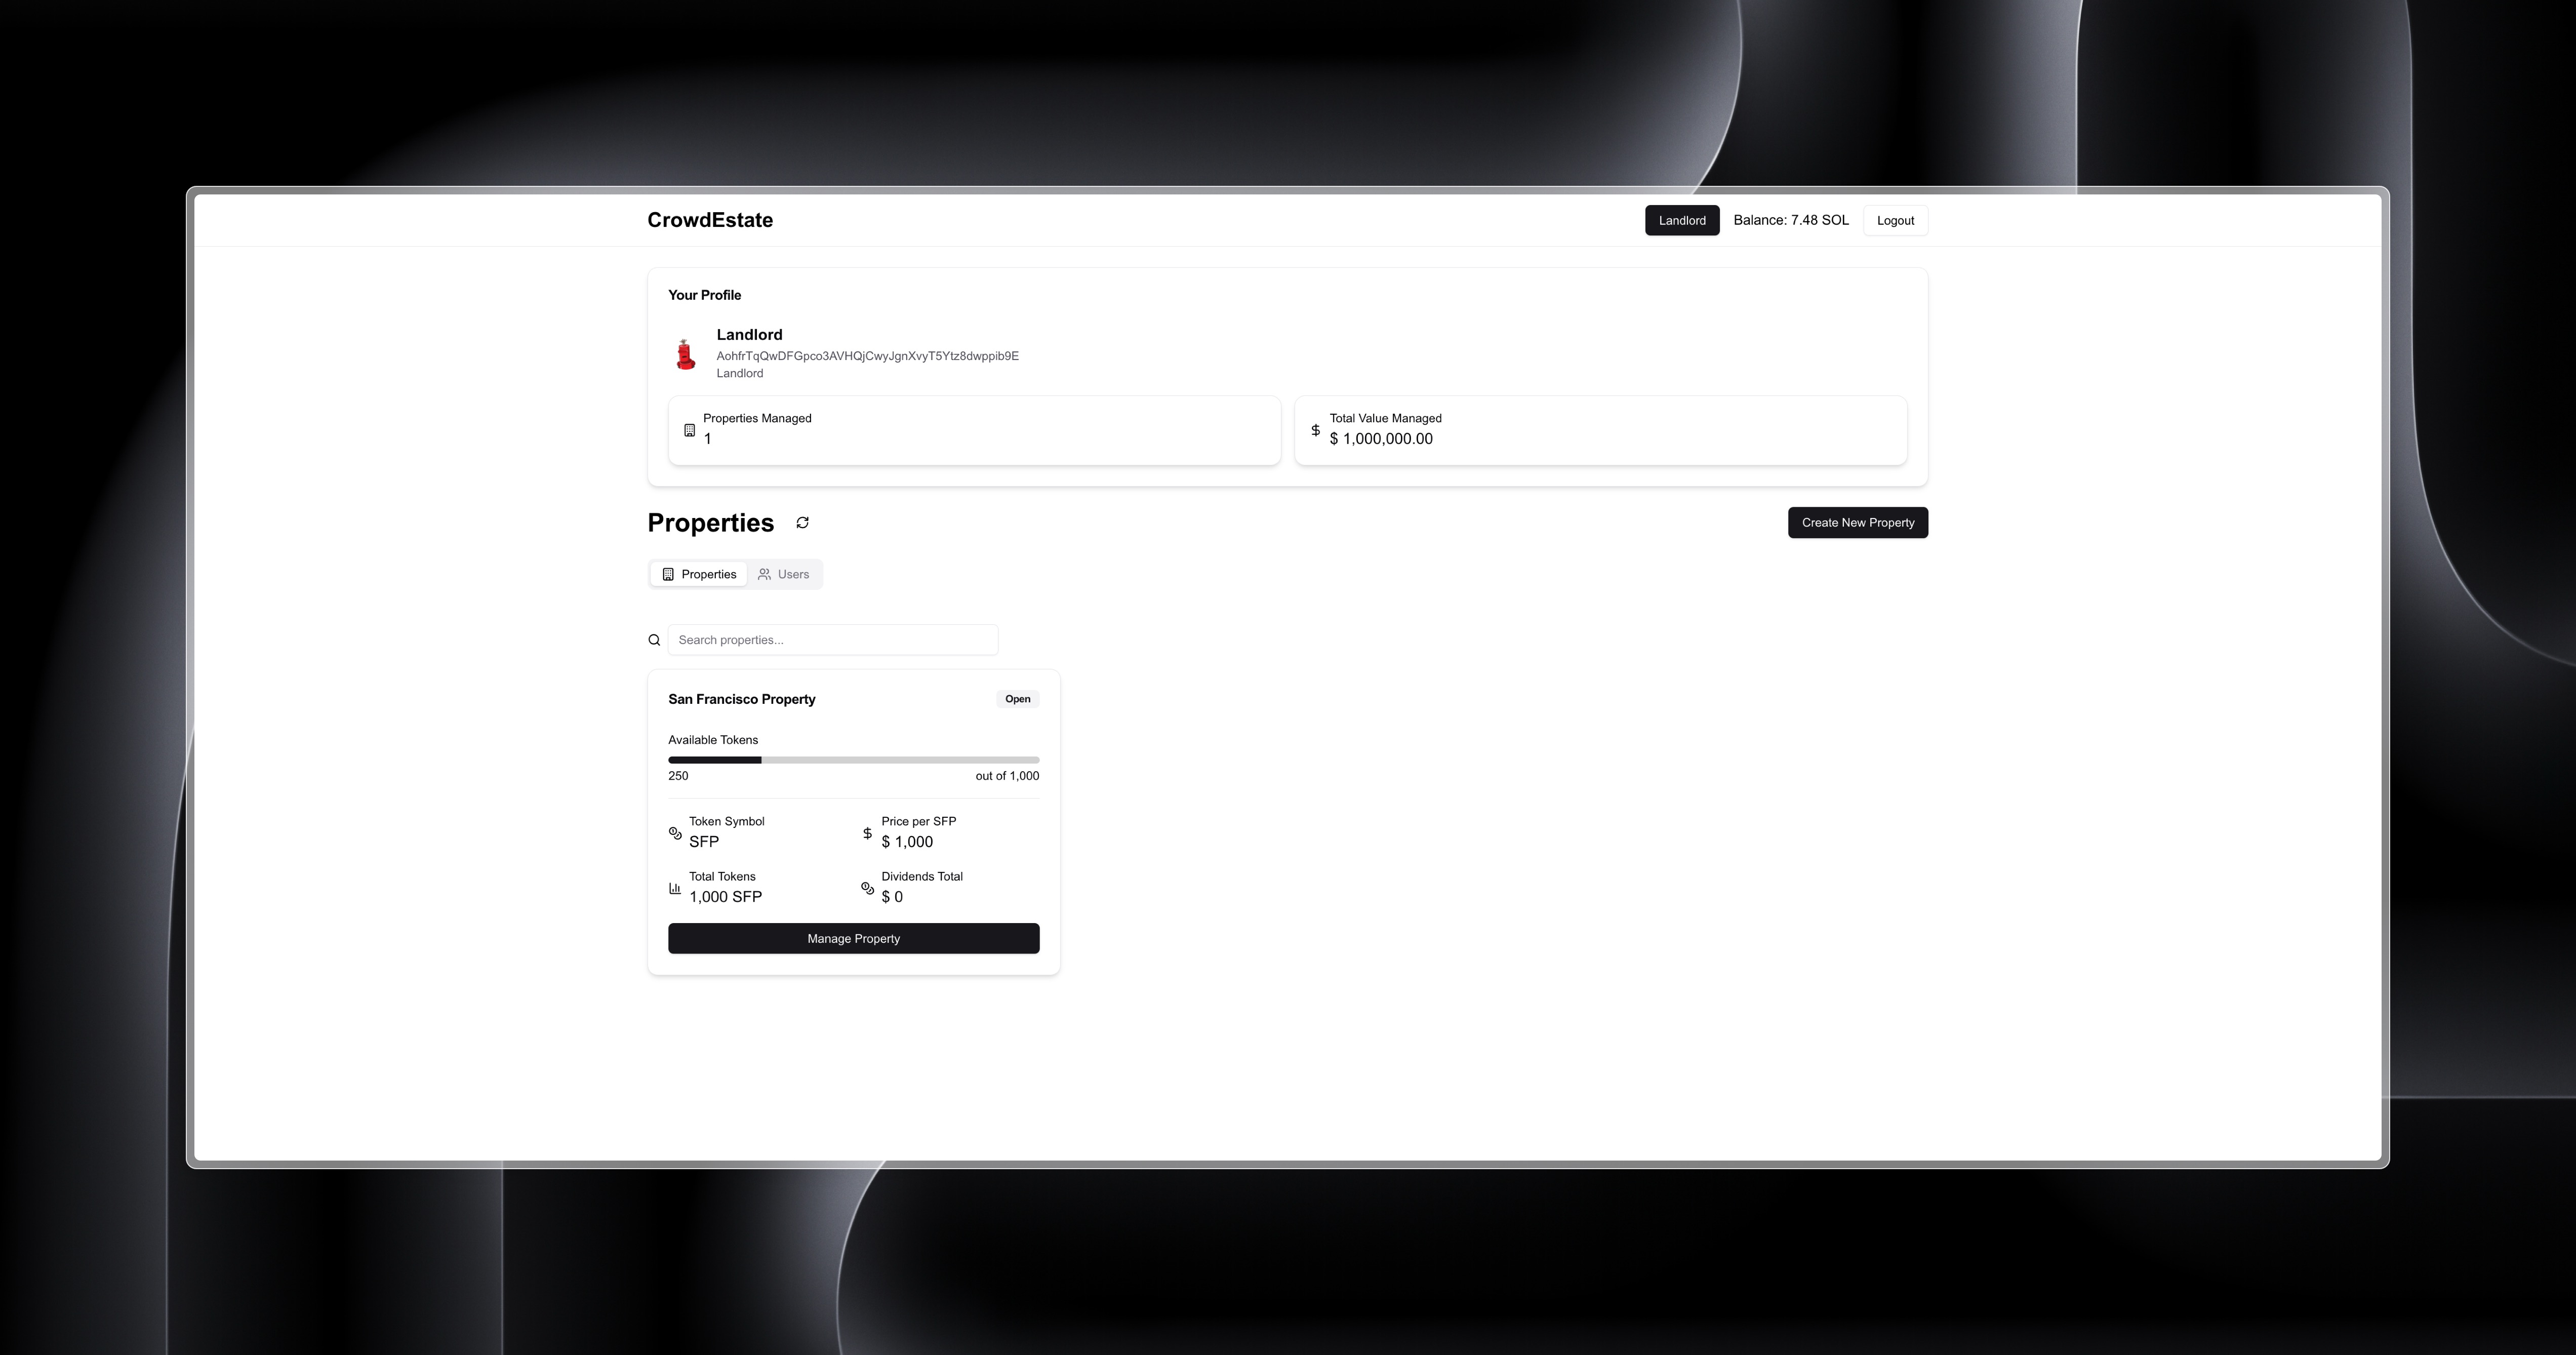 CrowdEstate
Landlord
Balance: 7.48 SOL
Logout
Your Profile
Landlord
AohfrTqQwDFGpco3AVHQjCwyJgnXvyT5Ytz8dwppib9E
Landlord
Properties Managed
1
Total Value Managed
$ 1,000,000.00
Properties
Create New Property
Properties
Users
Search properties...
San Francisco Property
Open
Available Tokens
250
out of 1,000
Token Symbol
SFP
Price per SFP
$ 1,000
Total Tokens
1,000 SFP
Dividends Total
$ 0
Manage Property